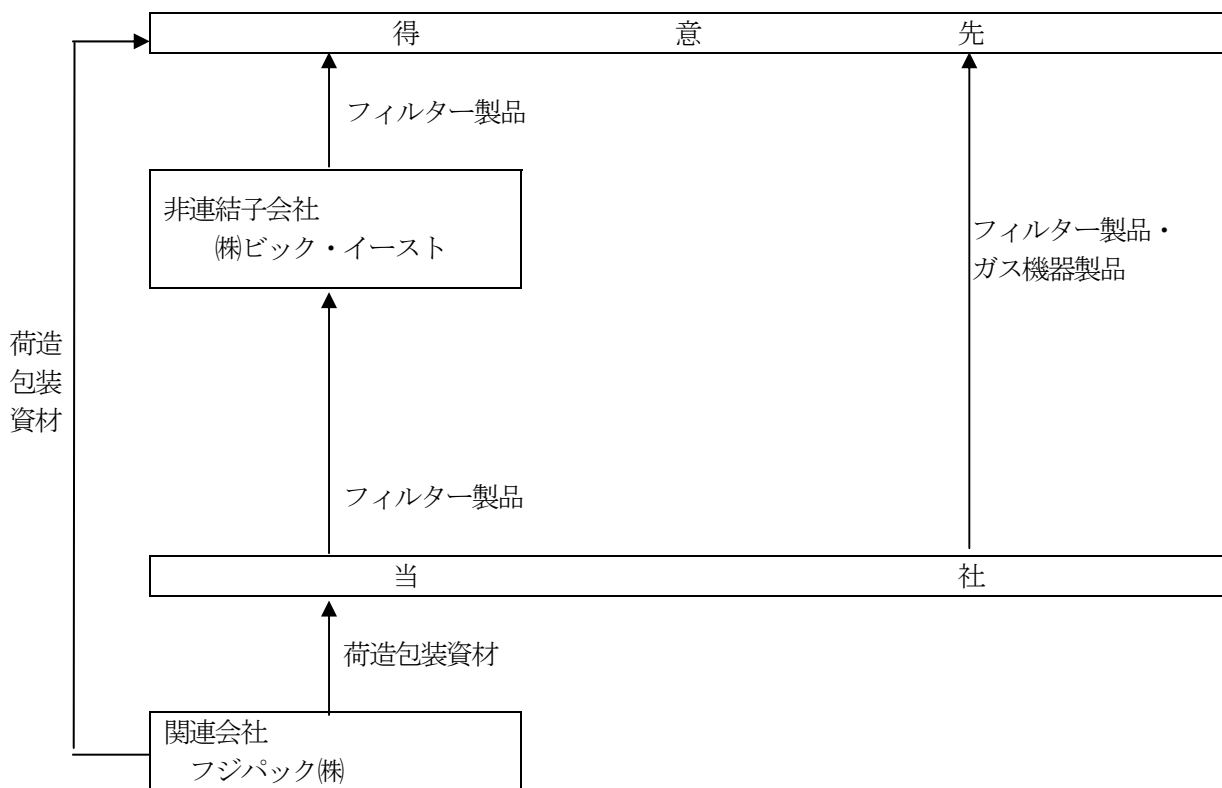 得 意 先
フィルター製品
非連結子会社
㈱ビック・イースト
フィルター製品・
ガス機器製品
荷造
包装
資材
フィルター製品
当 社
荷造包装資材
関連会社
フジパック㈱